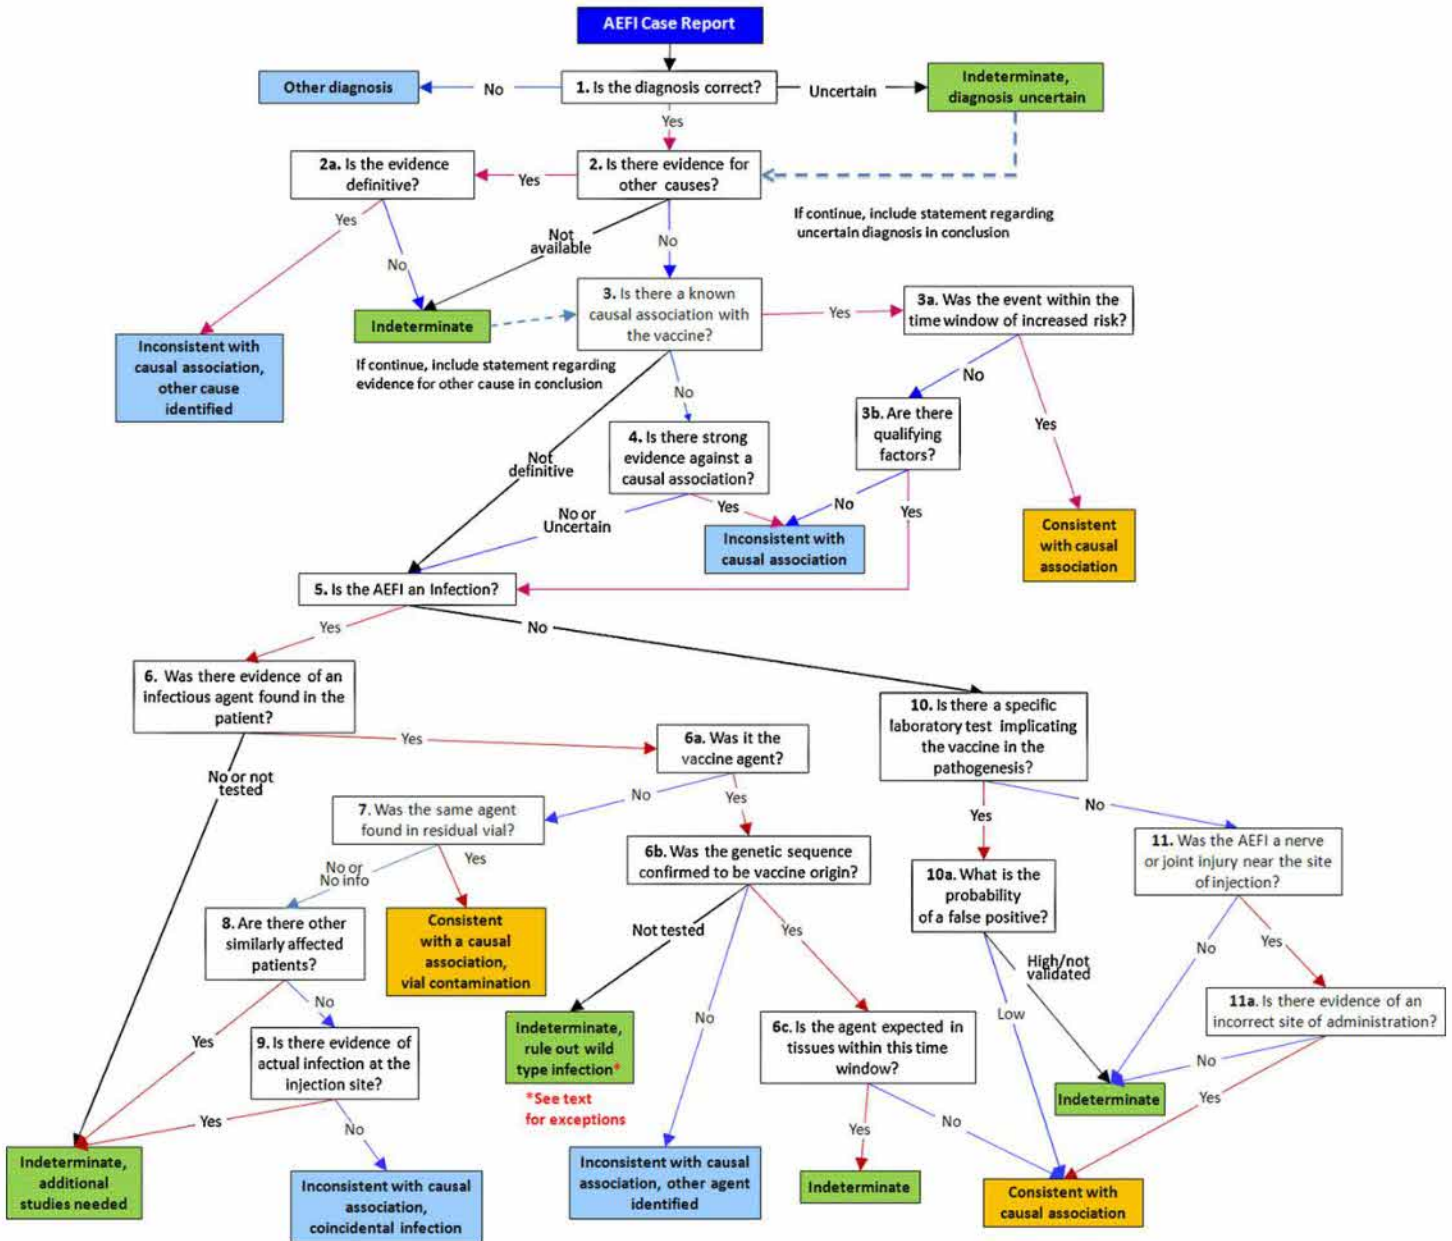 AEFI Case Report
Other diagnosis
No
1. Is the diagnosis correct?
Uncertain
Indeterminate,
diagnosis uncertain
Yes
2a. Is the evidence
definitive?
Yes
2. Is there evidence for
other causes?
If continue, include statement regarding
uncertain diagnosis in conclusion
Yes
No
Not
available
No
Indeterminate
3. Is there a known
causal association with
the vaccine?
Yes
3a. Was the event within the
time window of increased risk?
Inconsistent with
causal association,
other cause
identified
If continue, include statement regarding
evidence for other cause in conclusion
No
No
Yes
3b. Are there
qualifying
factors?
4. Is there strong
evidence against a
causal association?
Not
definitive
No or
Uncertain
Yes
No
Yes
Inconsistent with
causal association
Consistent
with causal
association
5. Is the AEFI an Infection?
Yes
No
6. Was there evidence of an
infectious agent found in the
patient?
Yes
No or not
tested
6a. Was it the
vaccine agent?
10. Is there a specific
laboratory test implicating
the vaccine in the
pathogenesis?
No
Yes
Yes
No
7. Was the same agent
found in residual vial?
No or
No info
Yes
6b. Was the genetic sequence
confirmed to be vaccine origin?
10a. What is the
probability
of a false positive?
11. Was the AEFI a nerve
or joint injury near the site
of injection?
8. Are there other
similarly affected
patients?
Consistent
with a causal
association,
vial contamination
Not tested
Yes
No
High/not
validated
Low
No
Yes
No
Yes
9. Is there evidence of
actual infection at the
injection site?
Indeterminate,
rule out wild
type infection*
*See text
for exceptions
6c. Is the agent expected in
tissues within this time
window?
11a. Is there evidence of an
incorrect site of administration?
No
Yes
Indeterminate
Yes
No
Yes
No
Indeterminate,
additional
studies needed
Inconsistent with causal
association,
coincidental infection
Inconsistent with causal
association, other agent
identified
Indeterminate
Consistent with
causal association